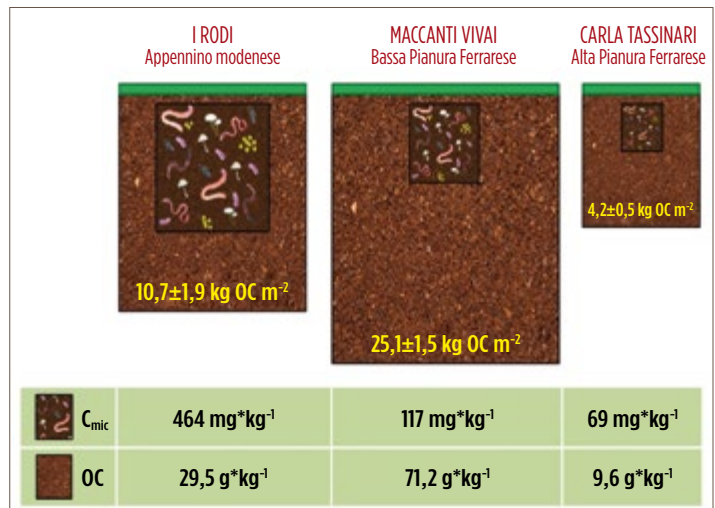 I RODI
Appennino modenese
MACCANTI VIVAI
Bassa Pianura Ferrarese
CARLA TASSINARI
Alta Pianura Ferrarese
10,7±1,9 kg OC m⁻²
25,1±1,5 kg OC m⁻²
4,2±0,5 kg OC m⁻²
Cmic 464 mg*kg⁻¹ 117 mg*kg⁻¹ 69 mg*kg⁻¹
OC 29,5 g*kg⁻¹ 71,2 g*kg⁻¹ 9,6 g*kg⁻¹